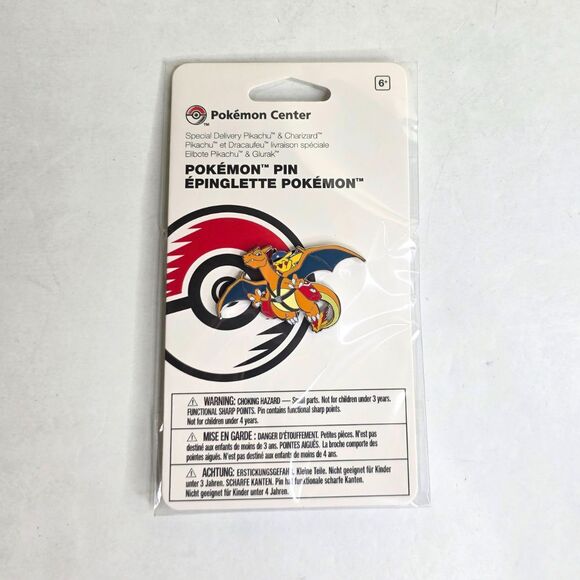 6+
Pokémon Center
TM
Special Delivery Pikachu™ & Charizard™
Pikachu™ et Dracaufeu™ livraison spéciale
Eilbote Pikachu™ & Glurak™
POKÉMON™ PIN
ÉPINGLETTE POKÉMON™
⚠ WARNING: CHOKING HAZARD — Small parts. Not for children under 3 years.
FUNCTIONAL SHARP POINTS. Pin contains functional sharp points.
Not for children under 4 years.
⚠ MISE EN GARDE : DANGER D'ÉTOUFFEMENT. Petites pièces. N'est pas
destiné aux enfants de moins de 3 ans. POINTES AIGUËS. La broche comporte des
pointes aiguës. N'est pas destiné aux enfants de moins de 4 ans.
⚠ ACHTUNG: ERSTICKUNGSGEFAHR. Kleine Teile. Nicht geeignet für Kinder
unter 3 Jahren. SCHARFE KANTEN. Pin hat funktionale scharfe Kanten.
Nicht geeignet für Kinder unter 4 Jahren.